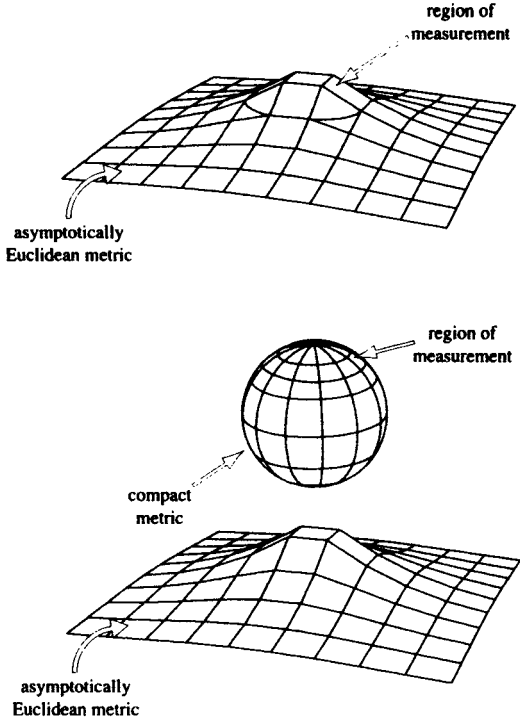 region of
measurement
asymptotically
Euclidean metric
region of
measurement
compact
metric
asymptotically
Euclidean metric